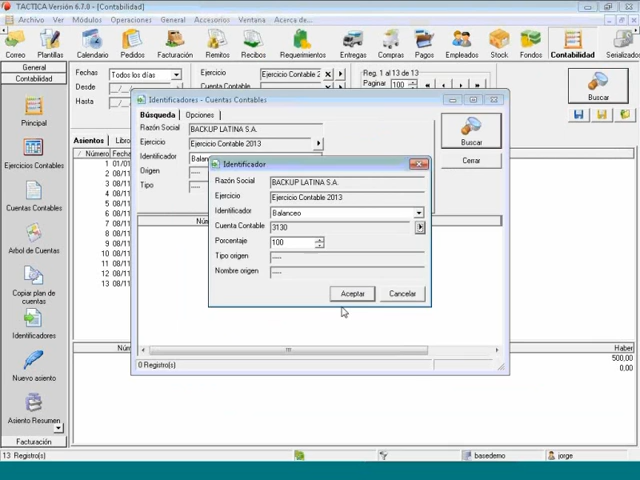 TACTICA Versión 6.7.0 - [Contabilidad]
Archivo Ver Módulos Operaciones General Accesorios Ventana Acerca de...
Correo Plantillas Calendario Pedidos Facturación Remitos Recibos Requerimientos Entregas Compras Pagos Empleados Stock Fondos Contabilidad Serializados
General
Contabilidad
Principal
Ejercicios Contables
Cuentas Contables
Arbol de Cuentas
Copiar plan de cuentas
Identificadores
Nuevo asiento
Asiento Resumen
Facturación
Fechas Todos los días
Desde
Hasta
Ejercicio Ejercicio Contable 2
Cuenta Contable
Reg. 1 al 13 de 13
Paginar 100
Buscar
Asientos Libro
Número Fecha
1 01/01
2 08/11
3 08/11
4 08/11
5 08/11
6 08/11
7 08/11
8 08/11
9 08/11
10 08/11
11 08/11
12 08/11
13 08/11
Identificadores - Cuentas Contables
Búsqueda Opciones
Razón Social BACKUP LATINA S.A.
Ejercicio Ejercicio Contable 2013
Identificador
Origen ----
Tipo ----
Buscar
Cerrar
Identificador
Razón Social BACKUP LATINA S.A.
Ejercicio Ejercicio Contable 2013
Identificador Balanceo
Cuenta Contable 3130
Porcentaje 100
Tipo origen ----
Nombre origen ----
Aceptar Cancelar
0 Registro(s)
Haber
500,00
0.00
13 Registro(s) basedemo jorge